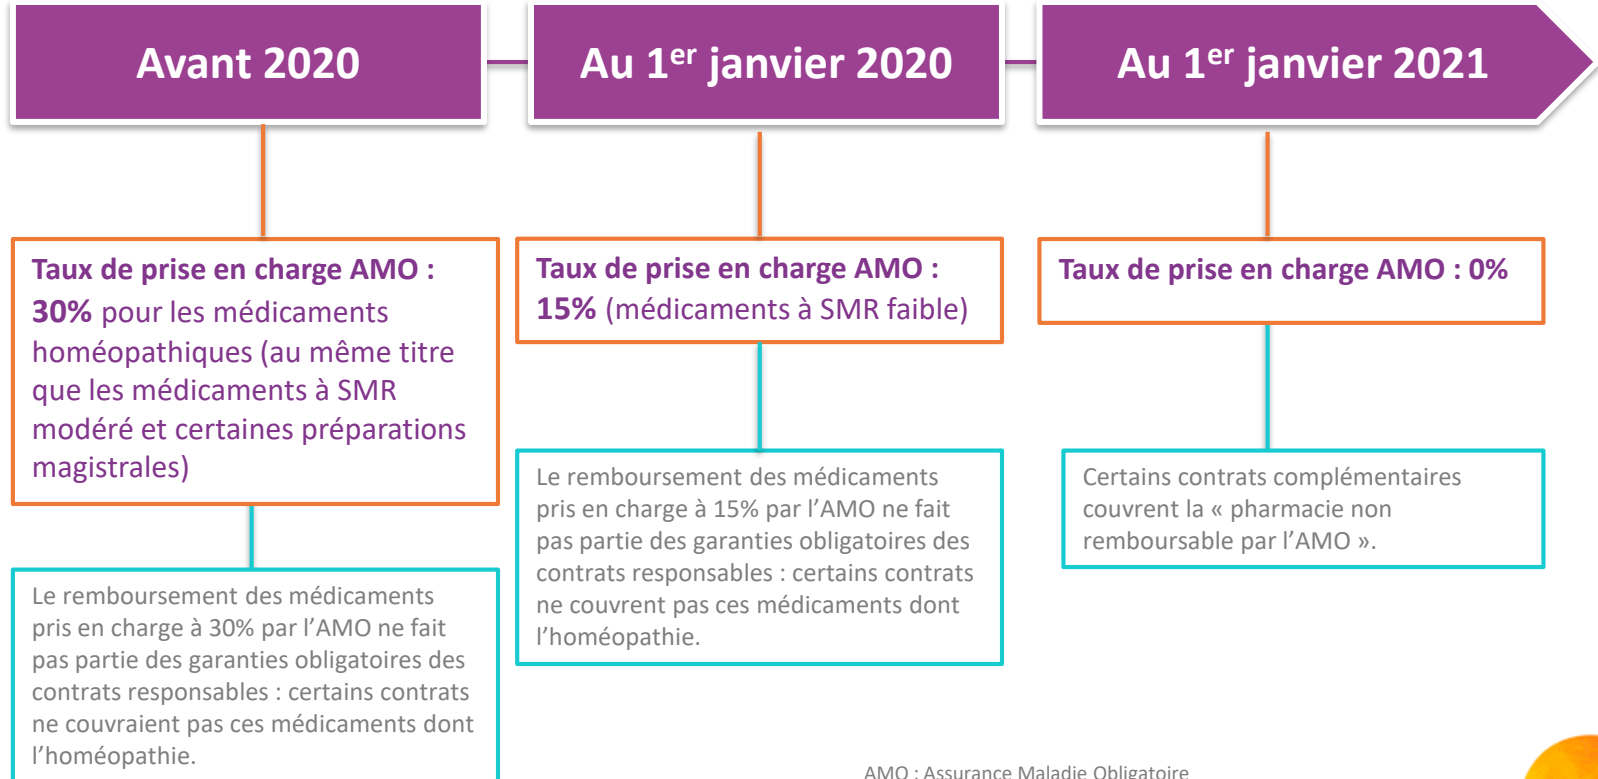 Avant 2020
Au 1er janvier 2020
Au 1er janvier 2021
Taux de prise en charge AMO :
30% pour les médicaments
homéopathiques (au même titre
que les médicaments à SMR
modéré et certaines préparations
magistrales)
Le remboursement des médicaments
pris en charge à 30% par l’AMO ne fait
pas partie des garanties obligatoires des
contrats responsables : certains contrats
ne couvraient pas ces médicaments dont
l’homéopathie.
Taux de prise en charge AMO :
15% (médicaments à SMR faible)
Le remboursement des médicaments
pris en charge à 15% par l’AMO ne fait
pas partie des garanties obligatoires des
contrats responsables : certains contrats
ne couvrent pas ces médicaments dont
l’homéopathie.
Taux de prise en charge AMO : 0%
Certains contrats complémentaires
couvrent la « pharmacie non
remboursable par l’AMO ».
AMO : Assurance Maladie Obligatoire